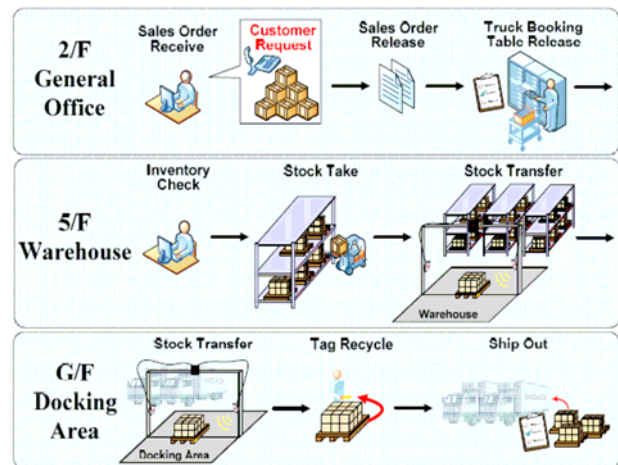 2/F
General
Office
Sales Order
Receive
Customer
Request
Sales Order
Release
Truck Booking
Table Release
5/F
Warehouse
Inventory
Check
Stock Take
Stock Transfer
Warehouse
G/F
Docking
Area
Stock Transfer
Docking Area
Tag Recycle
Ship Out